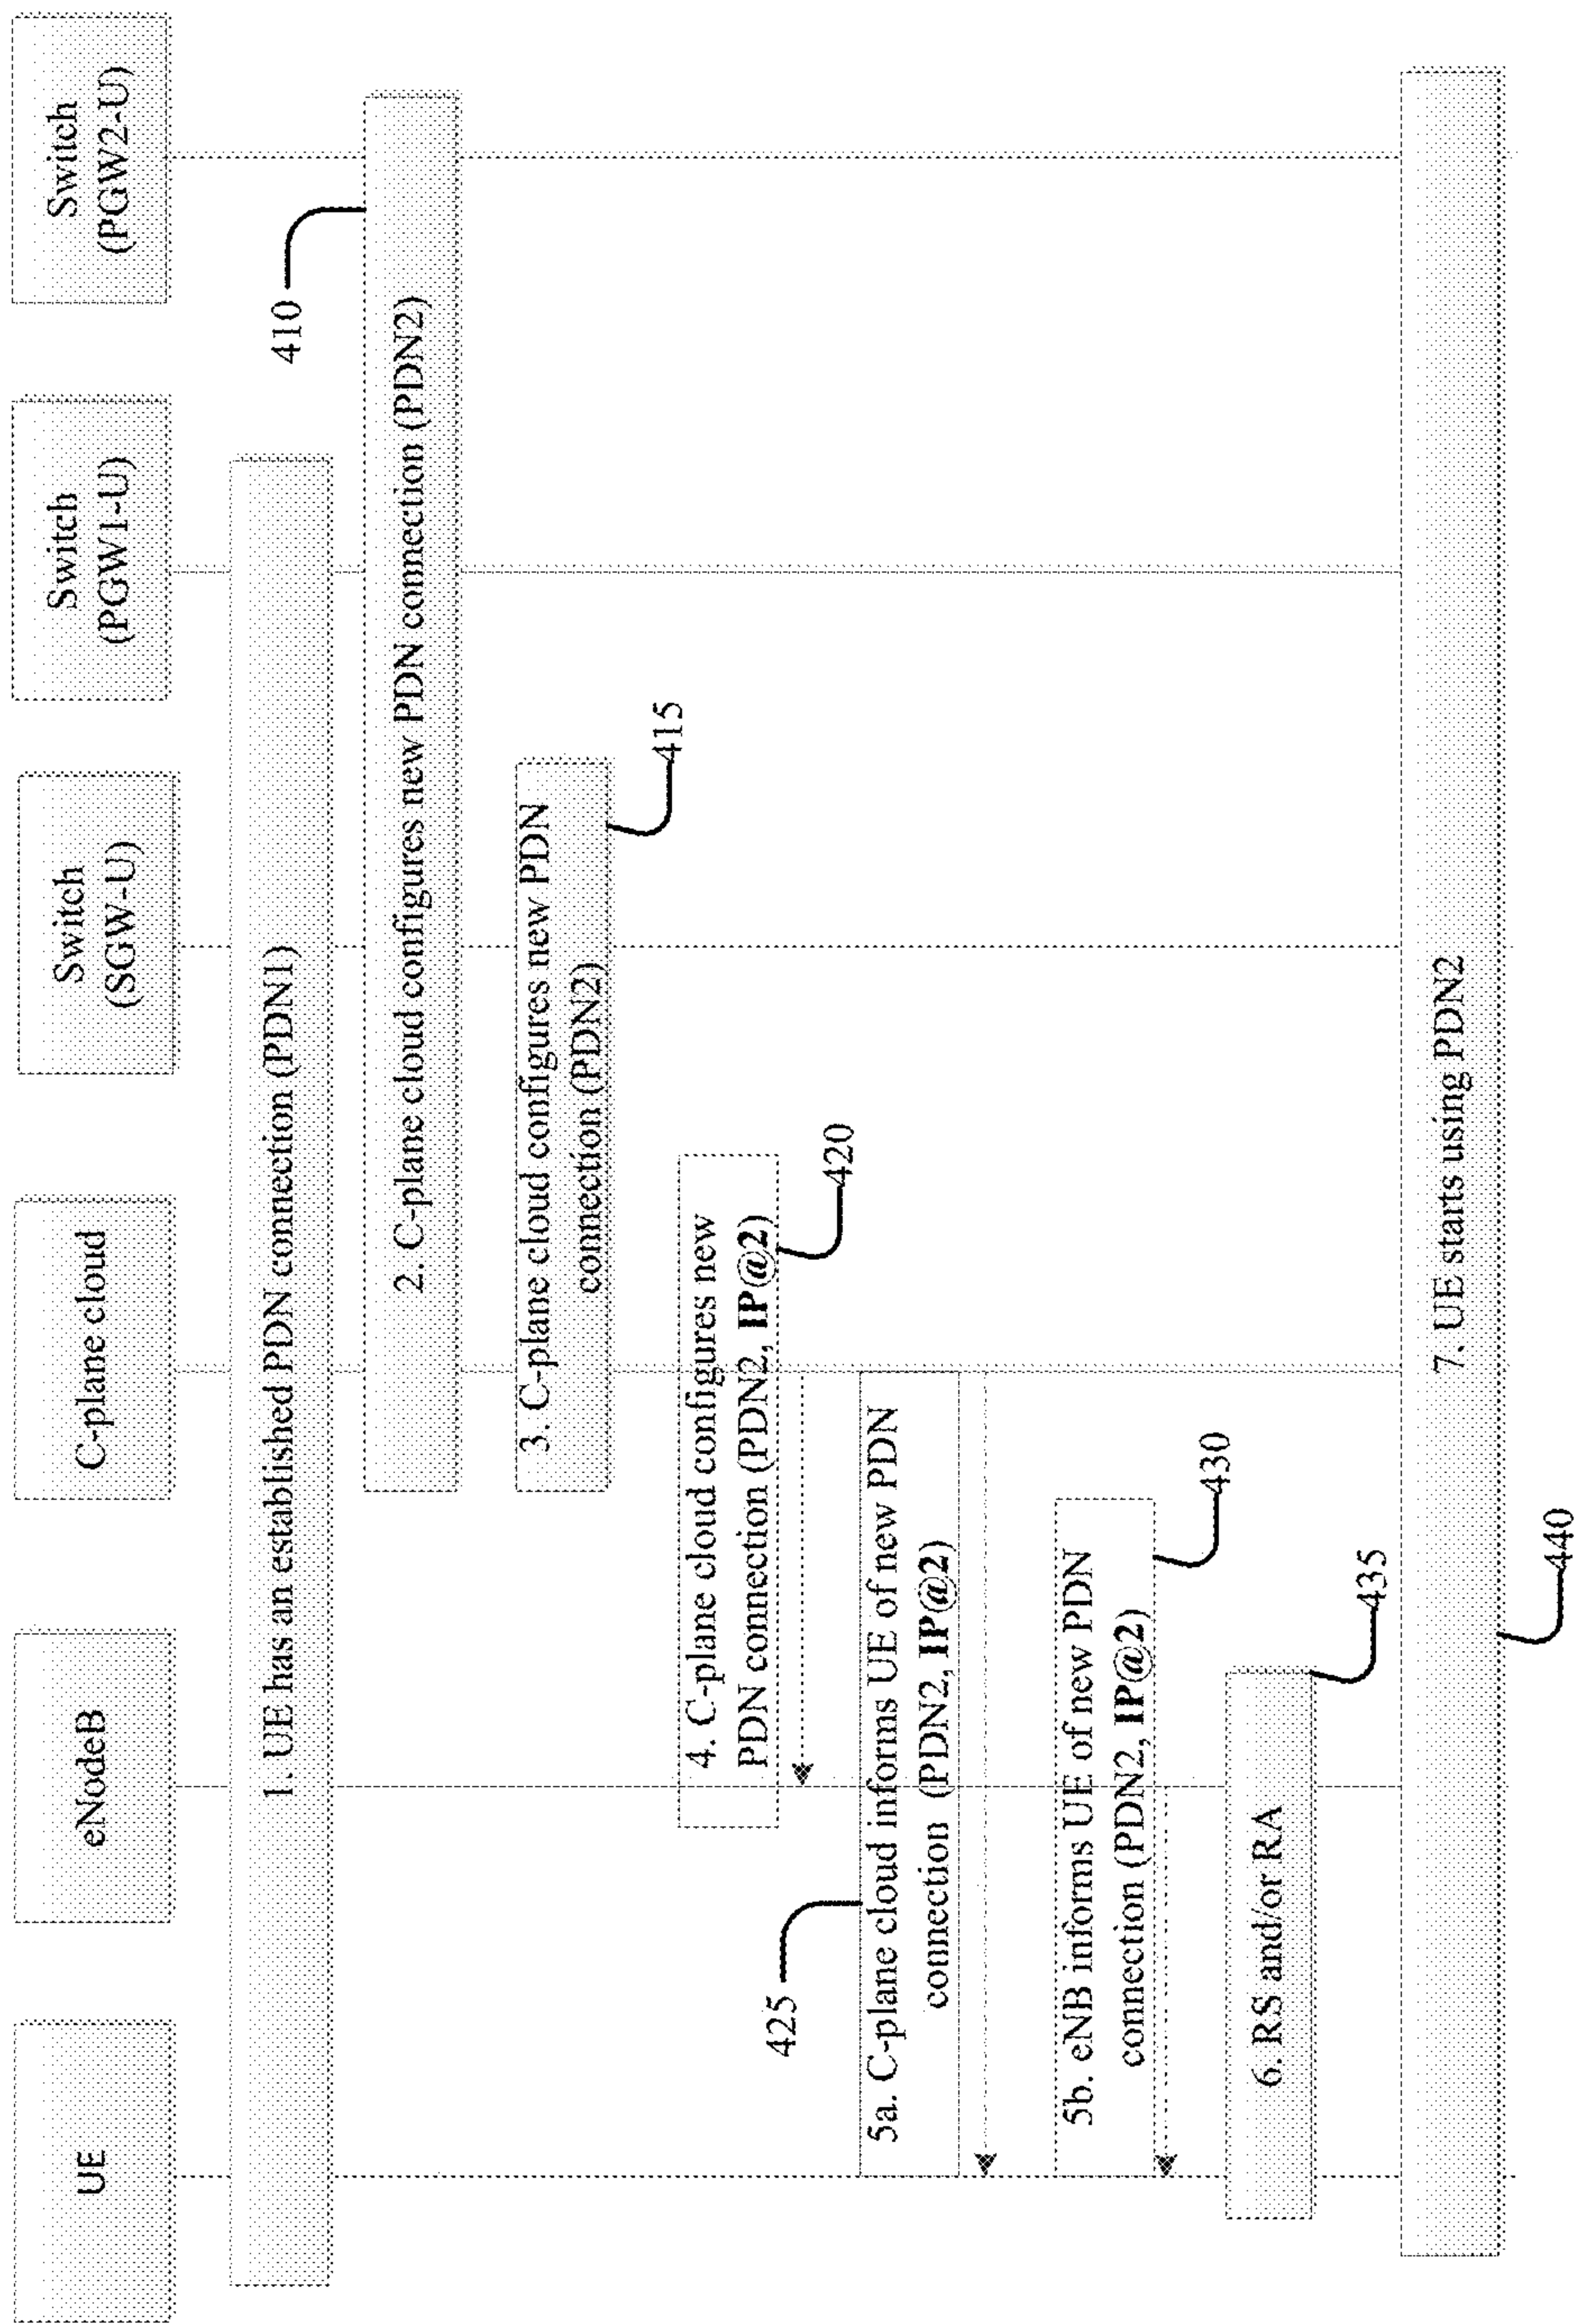 UE
eNodeB
C-plane cloud
Switch
(SGW-U)
Switch
(PGW1-U)
Switch
(PGW2-U)
1. UE has an established PDN connection (PDN1)
410
2. C-plane cloud configures new PDN connection (PDN2)
3. C-plane cloud configures new PDN
connection (PDN2)
415
4. C-plane cloud configures new
PDN connection (PDN2, IP@2)
420
425
5a. C-plane cloud informs UE of new PDN
connection (PDN2, IP@2)
5b. eNB informs UE of new PDN
connection (PDN2, IP@2)
430
6. RS and/or RA
435
7. UE starts using PDN2
440